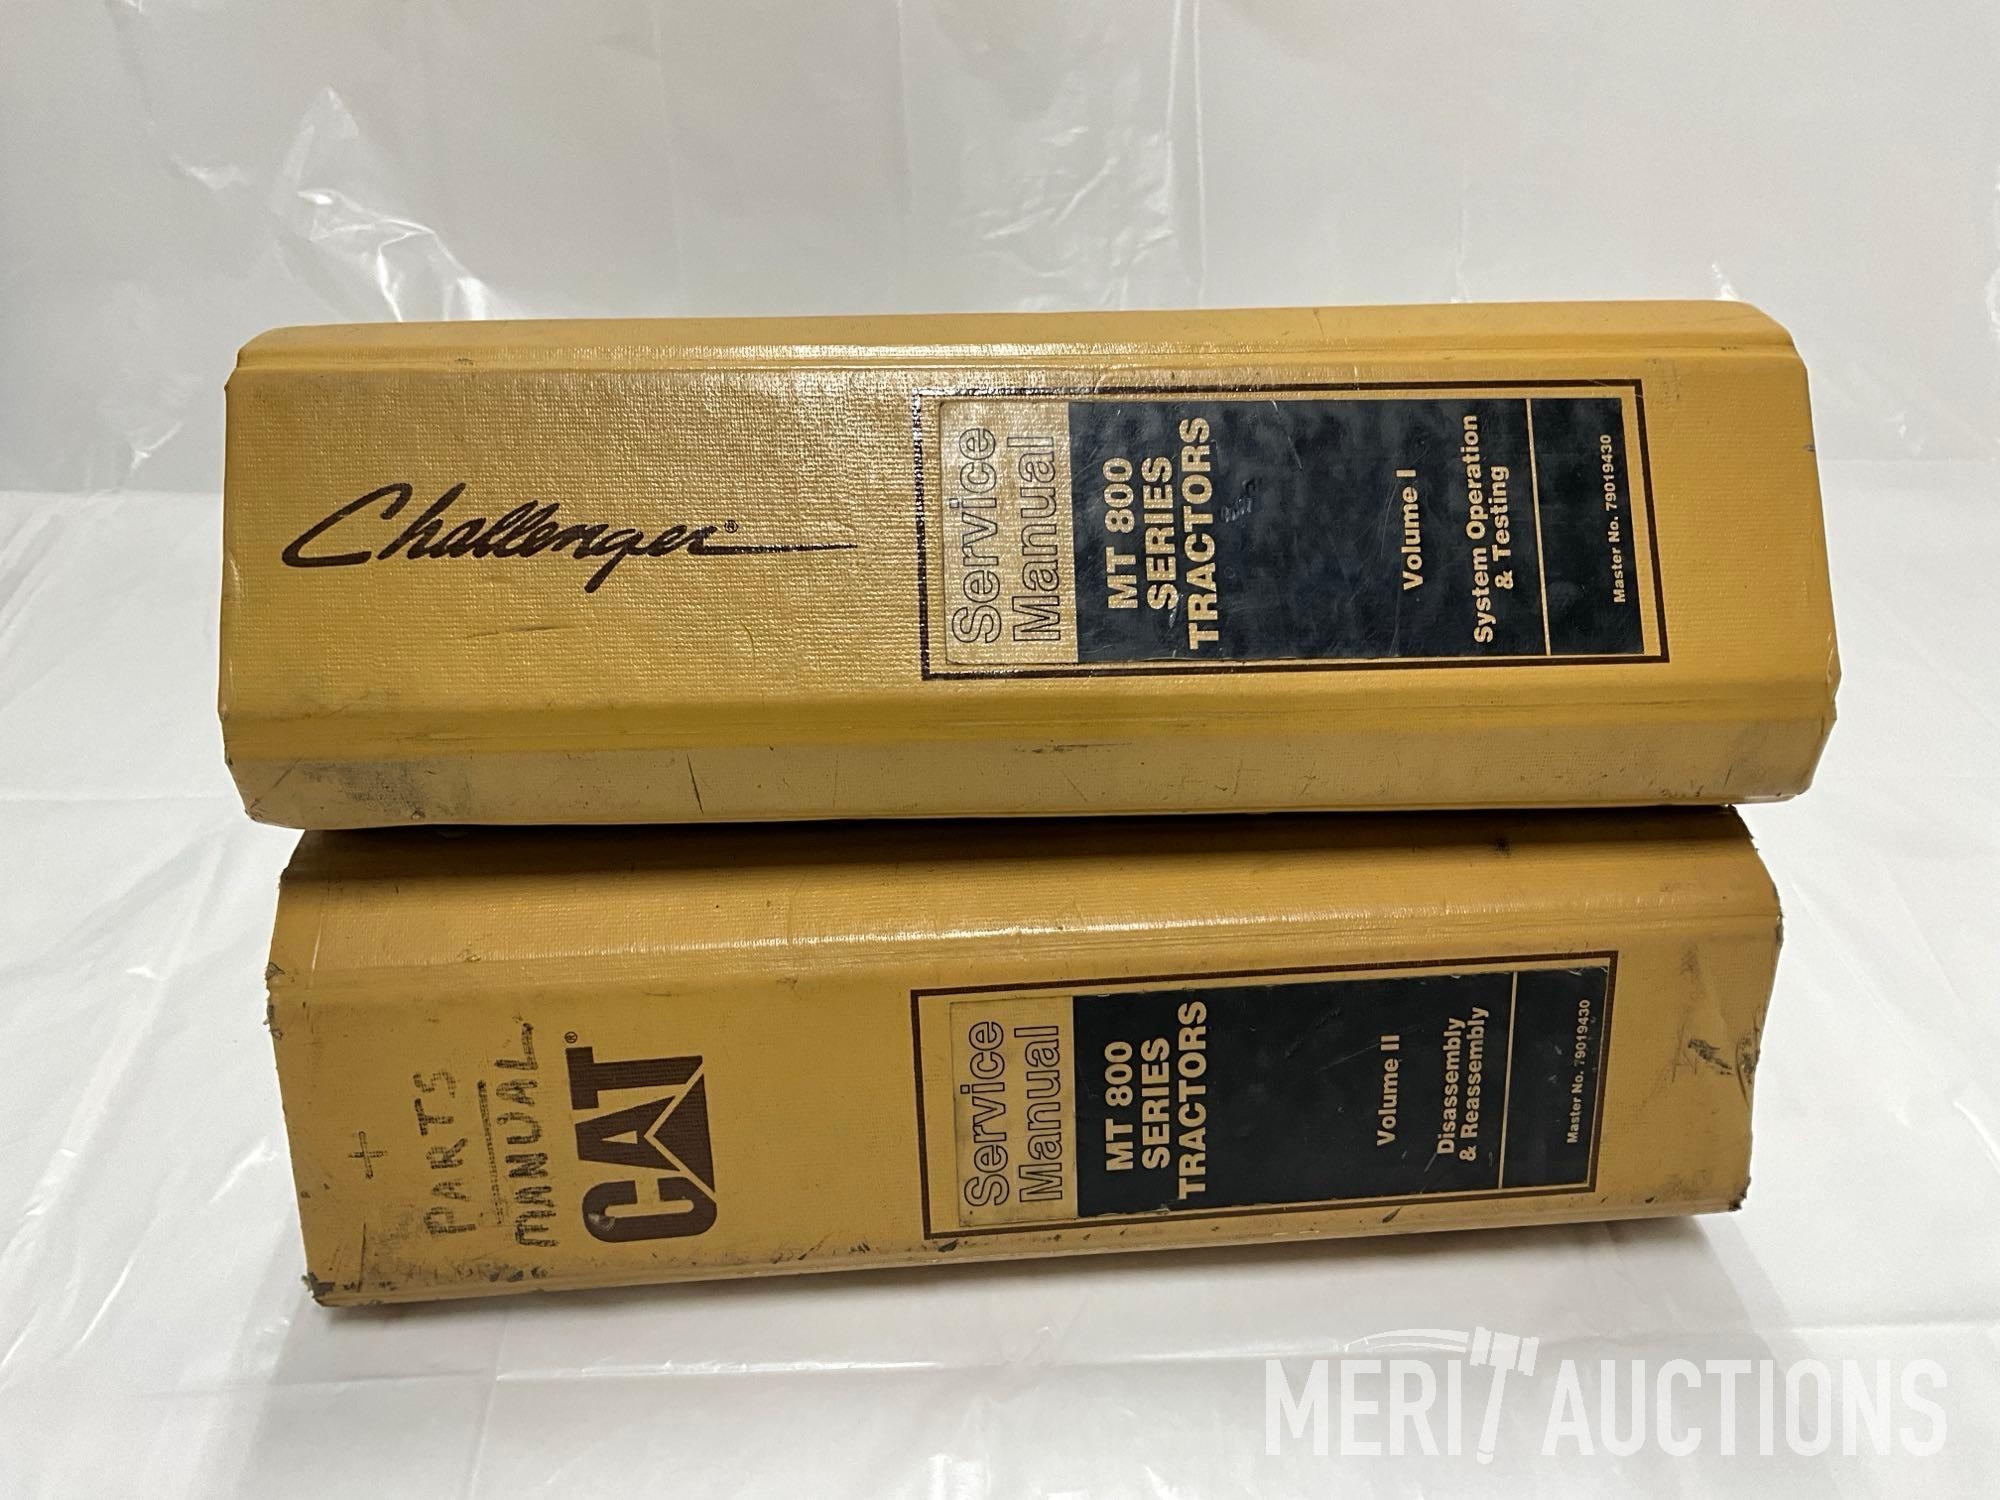 Challenger®
Service
Manual
MT 800
SERIES
TRACTORS
Volume I
System Operation
& Testing
Master No. 79019430
+
PARTS
MANUAL
CAT®
Service
Manual
MT 800
SERIES
TRACTORS
Volume II
Disassembly
& Reassembly
Master No. 79019430
MERIT AUCTIONS